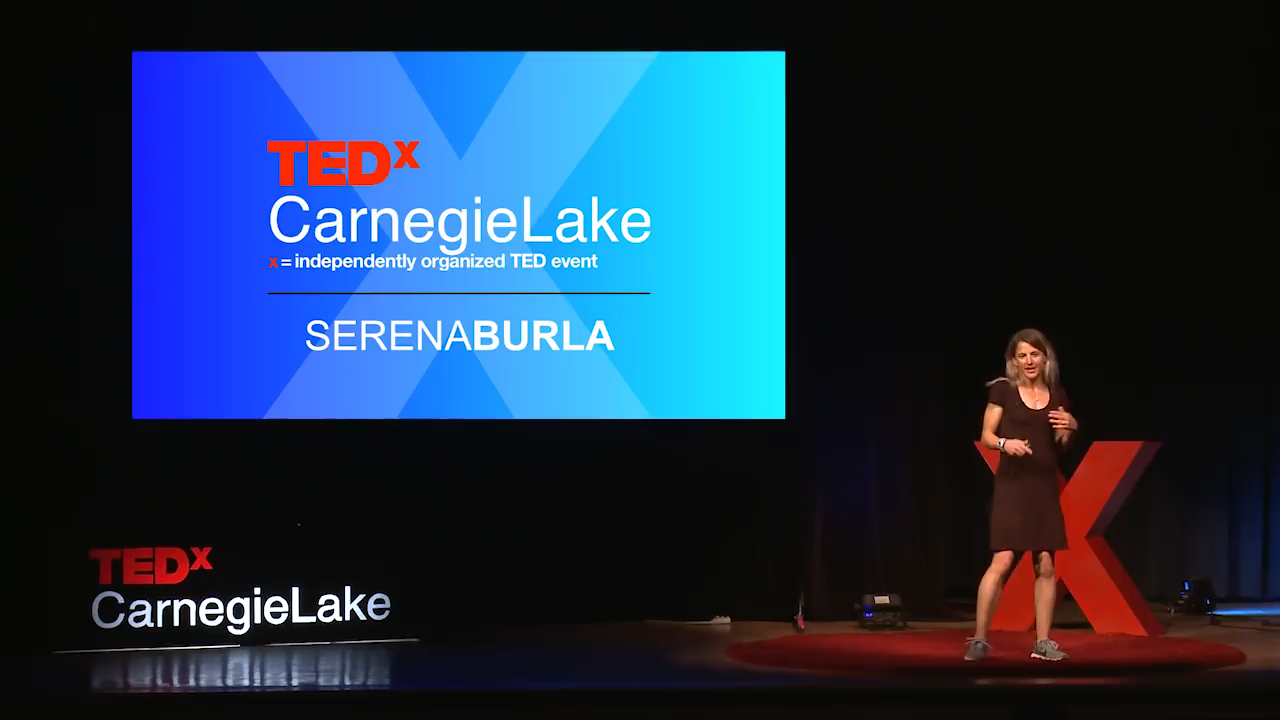 TEDx
CarnegieLake
x = independently organized TED event
SERENABURLA
TEDx
CarnegieLake
X